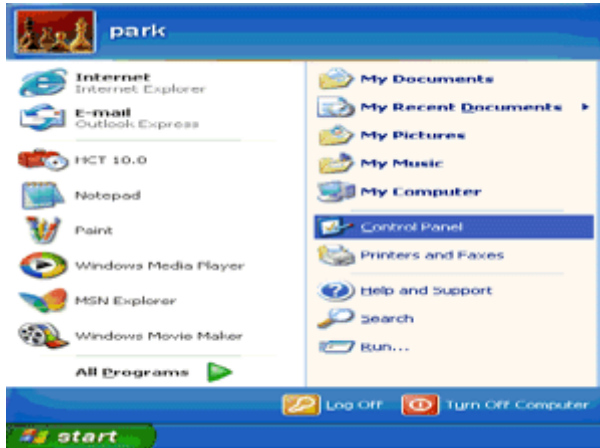 park
Internet
Internet Explorer
E-mail
Outlook Express
HCT 10.0
Notepad
Paint
Windows Media Player
MSN Explorer
Windows Movie Maker
All Programs
My Documents
My Recent Documents
My Pictures
My Music
My Computer
Control Panel
Printers and Faxes
Help and Support
Search
Run...
Log Off
Turn Off Computer
start